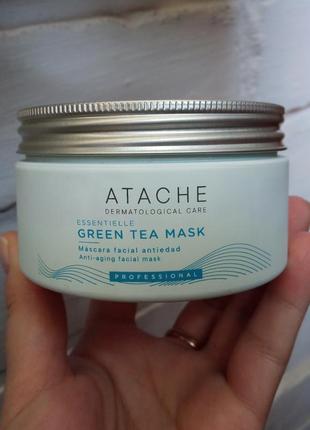 ATACHE
DERMATOLOGICAL CARE
ESSENTIELLE
GREEN TEA MASK
Máscara facial antiedad
Anti-aging facial mask
PROFESSIONAL